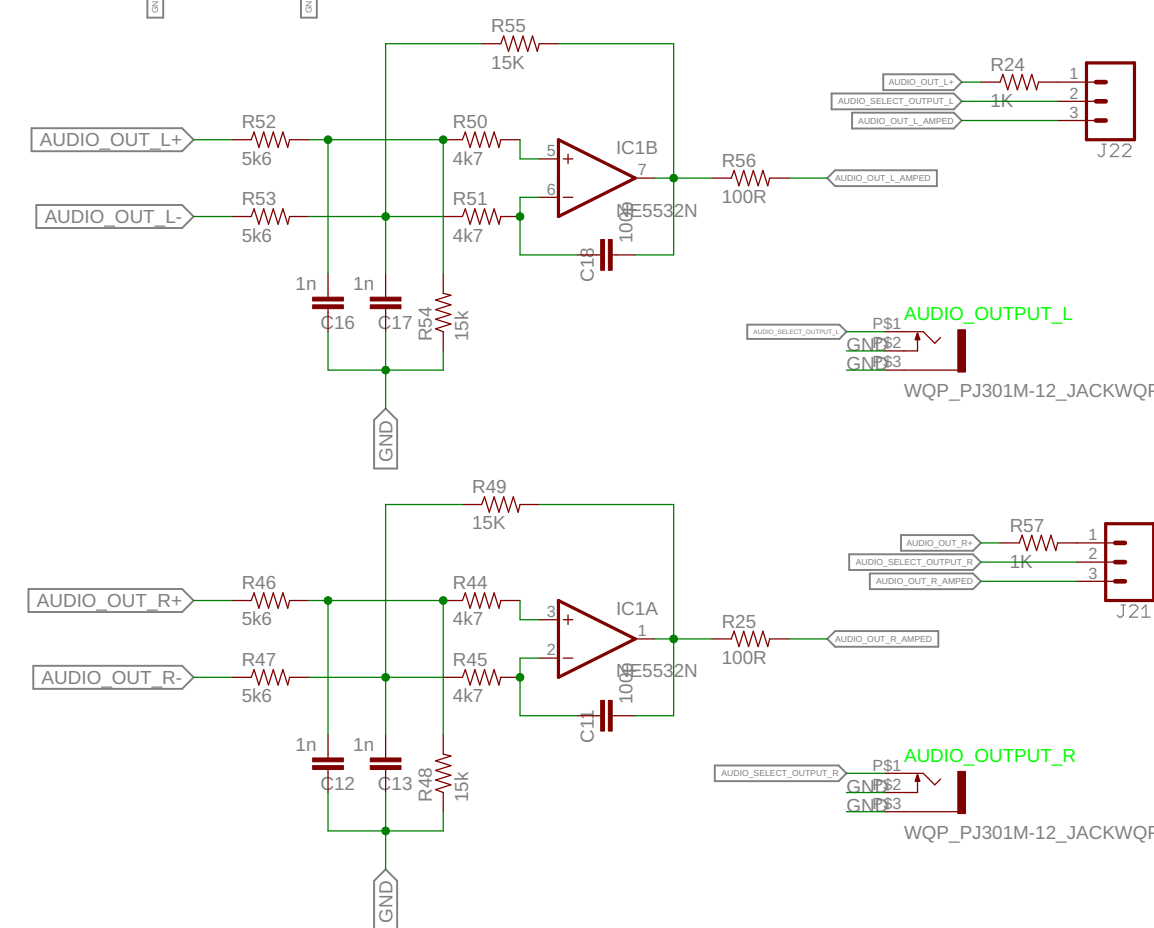 GN
GN
R55
15K
R24
1K
AUDIO_OUT_L+
AUDIO_SELECT_OUTPUT_L
AUDIO_OUT_L_AMPED
1
2
3
J22
AUDIO_OUT_L+
R52
5k6
R50
4k7
IC1B
5
6
7
NE5532N
R56
100R
AUDIO_OUT_L_AMPED
AUDIO_OUT_L-
R53
5k6
R51
4k7
C18
1n
C16
1n
C17
R54
15k
GND
AUDIO_OUTPUT_L
AUDIO_SELECT_OUTPUT_L
P$1
GND
P$2
GND
P$3
WQP_PJ301M-12_JACKWQP
R49
15K
R57
1K
AUDIO_OUT_R+
AUDIO_SELECT_OUTPUT_R
AUDIO_OUT_R_AMPED
1
2
3
J21
AUDIO_OUT_R+
R46
5k6
R44
4k7
IC1A
3
2
1
NE5532N
R25
100R
AUDIO_OUT_R_AMPED
AUDIO_OUT_R-
R47
5k6
R45
4k7
C11
1n
C12
1n
C13
R48
15k
GND
AUDIO_OUTPUT_R
AUDIO_SELECT_OUTPUT_R
P$1
GND
P$2
GND
P$3
WQP_PJ301M-12_JACKWQP